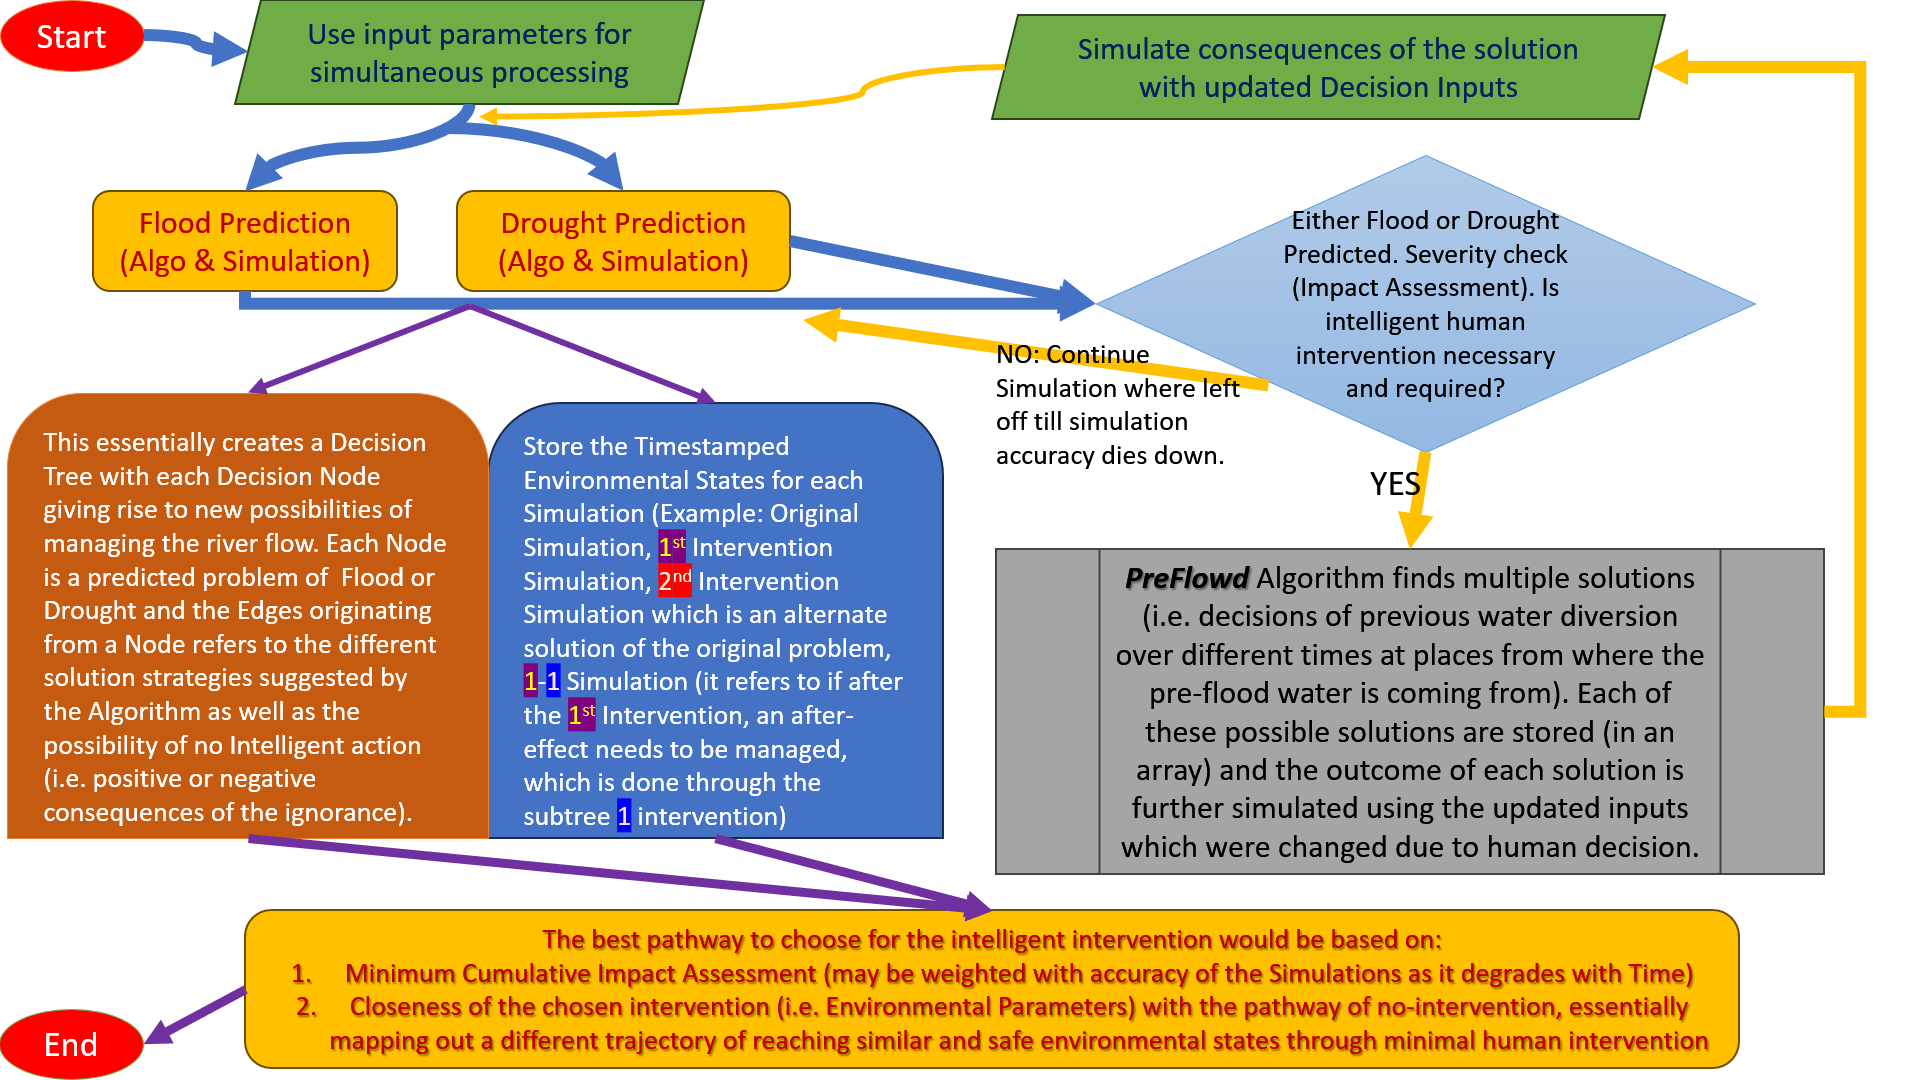 Start
Use input parameters for
simultaneous processing
Simulate consequences of the solution
with updated Decision Inputs
Flood Prediction
(Algo & Simulation)
Drought Prediction
(Algo & Simulation)
Either Flood or Drought
Predicted. Severity check
(Impact Assessment). Is
intelligent human
intervention necessary
and required?
NO: Continue
Simulation where left
off till simulation
accuracy dies down.
YES
This essentially creates a Decision
Tree with each Decision Node
giving rise to new possibilities of
managing the river flow. Each Node
is a predicted problem of  Flood or
Drought and the Edges originating
from a Node refers to the different
solution strategies suggested by
the Algorithm as well as the
possibility of no Intelligent action
(i.e. positive or negative
consequences of the ignorance).
Store the Timestamped
Environmental States for each
Simulation (Example: Original
Simulation, 1st Intervention
Simulation, 2nd Intervention
Simulation which is an alternate
solution of the original problem,
1-1 Simulation (it refers to if after
the 1st Intervention, an after-
effect needs to be managed,
which is done through the
subtree 1 intervention)
PreFlowd Algorithm finds multiple solutions
(i.e. decisions of previous water diversion
over different times at places from where the
pre-flood water is coming from). Each of
these possible solutions are stored (in an
array) and the outcome of each solution is
further simulated using the updated inputs
which were changed due to human decision.
The best pathway to choose for the intelligent intervention would be based on:
1. Minimum Cumulative Impact Assessment (may be weighted with accuracy of the Simulations as it degrades with Time)
2. Closeness of the chosen intervention (i.e. Environmental Parameters) with the pathway of no-intervention, essentially
mapping out a different trajectory of reaching similar and safe environmental states through minimal human intervention
End